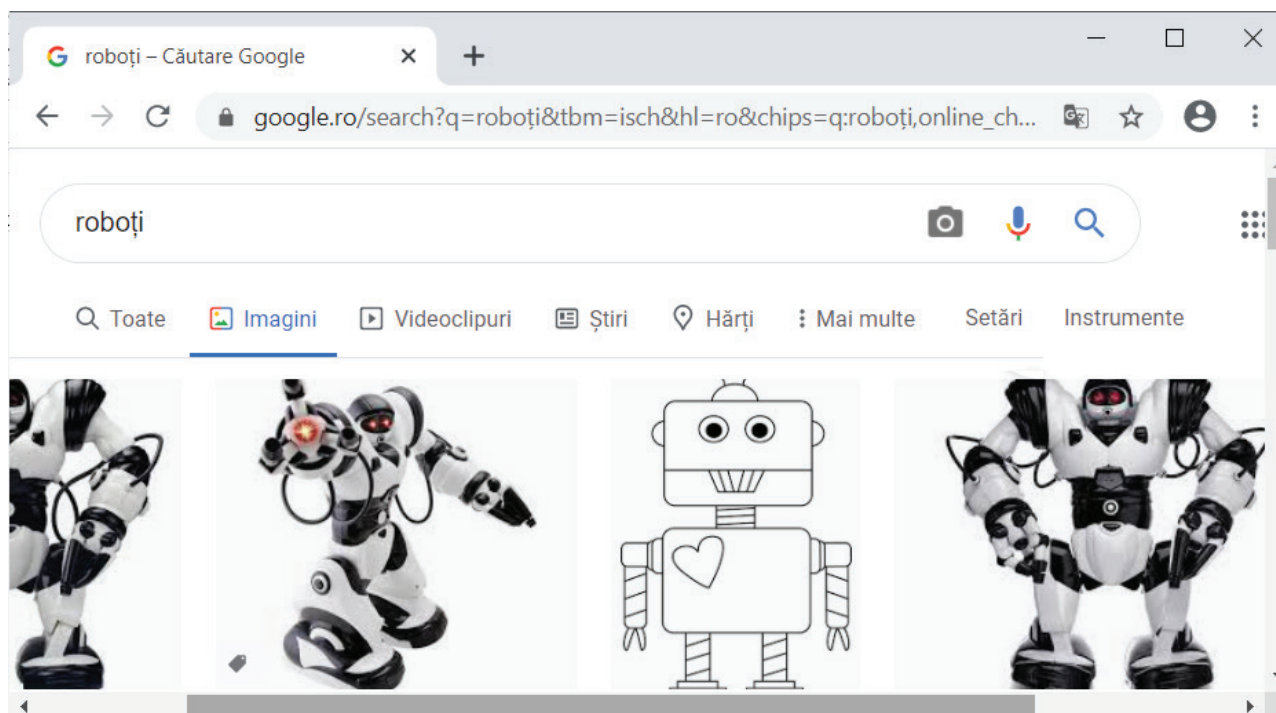 roboți – Căutare Google
google.ro/search?q=roboți&tbm=isch&hl=ro&chips=q:roboți,online_ch...
roboți
Toate Imagini Videoclipuri Știri Hărți Mai multe Setări Instrumente